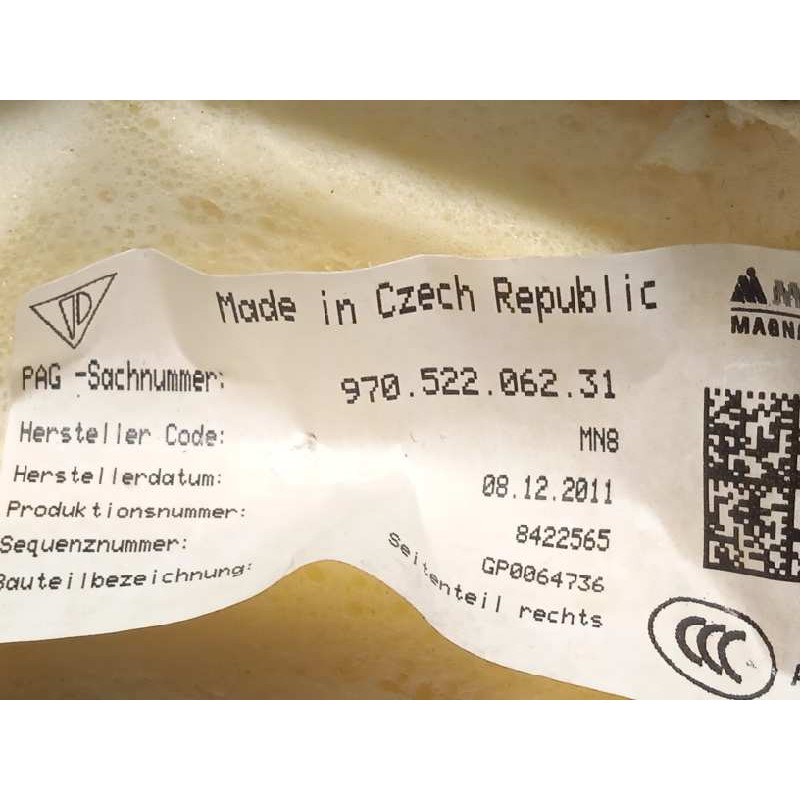 Made in Czech Republic
MAGNA
PAG -Sachnummer: 970.522.062.31
Hersteller Code: MN8
Herstellerdatum: 08.12.2011
Produktionsnummer: 8422565
Sequenznummer: GP0064736
Bauteilbezeichnung: Seitenteil rechts
CCC